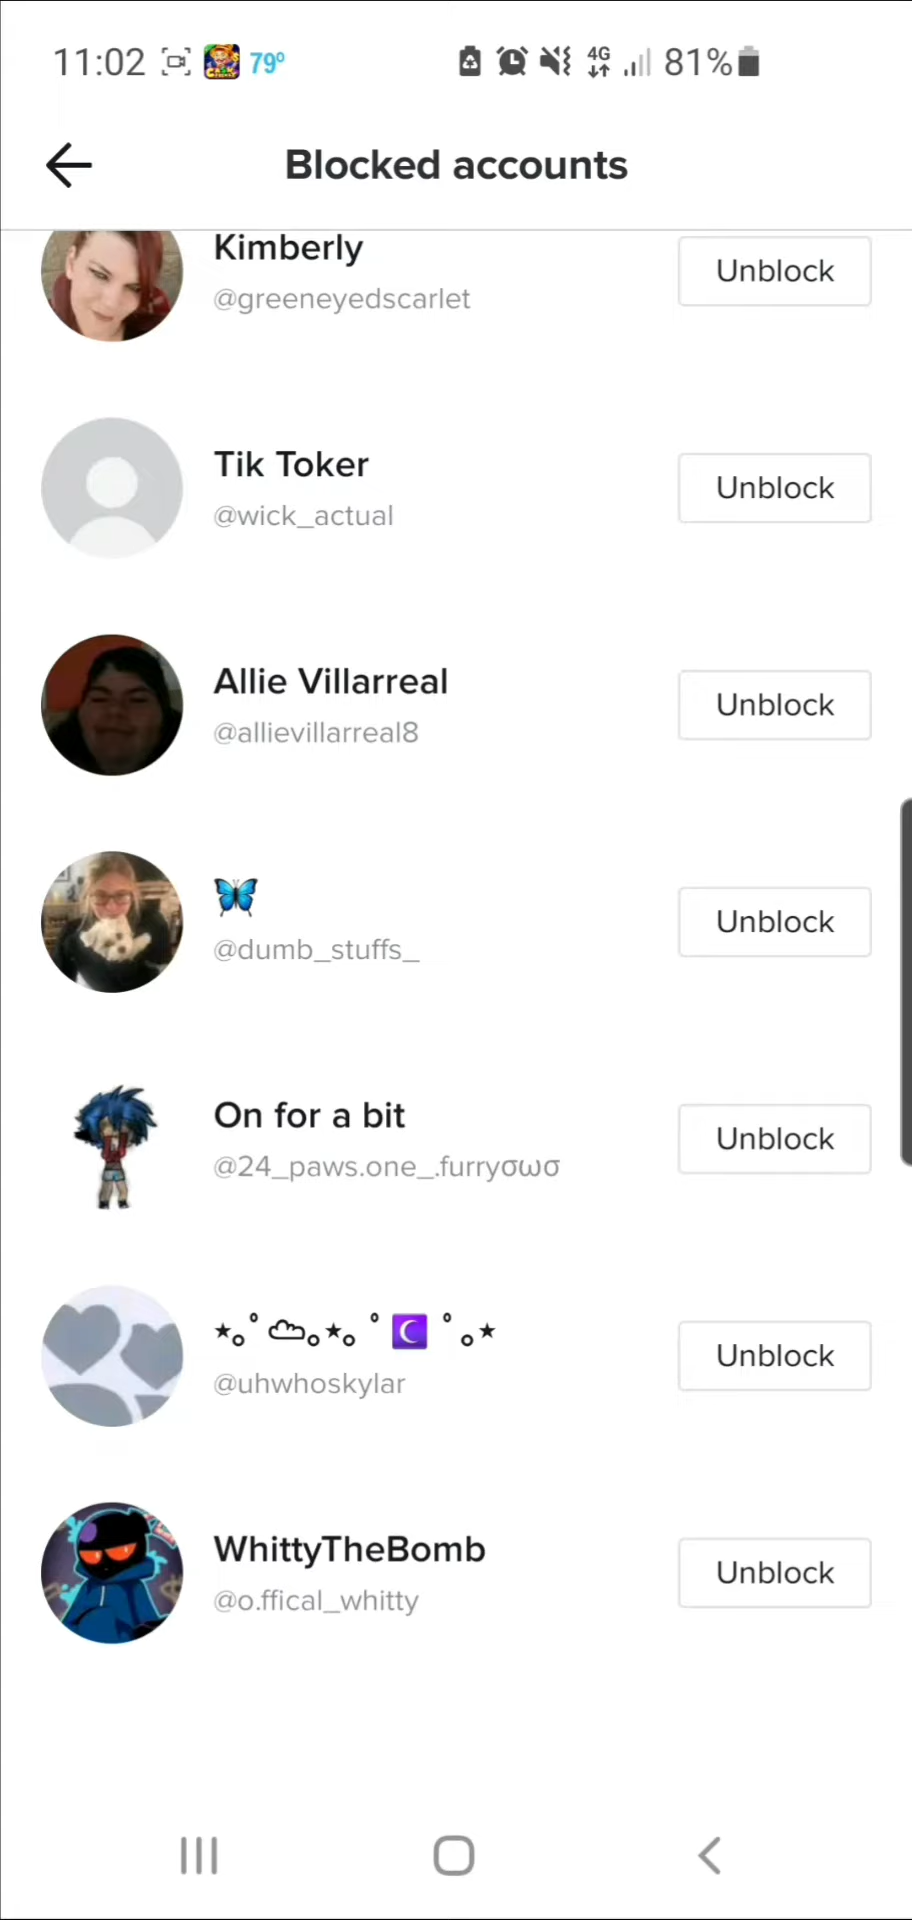 11:02 79° 4G 81%
Blocked accounts
Kimberly
@greeneyedscarlet
Unblock
Tik Toker
@wick_actual
Unblock
Allie Villarreal
@allievillarreal8
Unblock
🦋
@dumb_stuffs_
Unblock
On for a bit
@24_paws.one_.furryσωσ
Unblock
⋆｡˚ ☁︎｡⋆｡ ˚☾˚ ｡⋆
@uhwhoskylar
Unblock
WhittyTheBomb
@o.ffical_whitty
Unblock